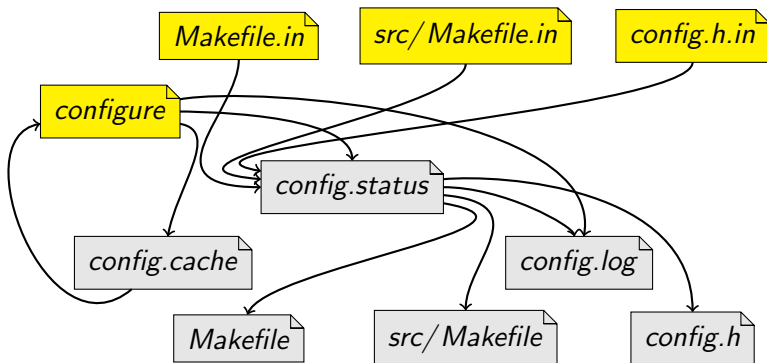 Makefile.in
src/Makefile.in
config.h.in
configure
config.status
config.cache
config.log
Makefile
src/Makefile
config.h